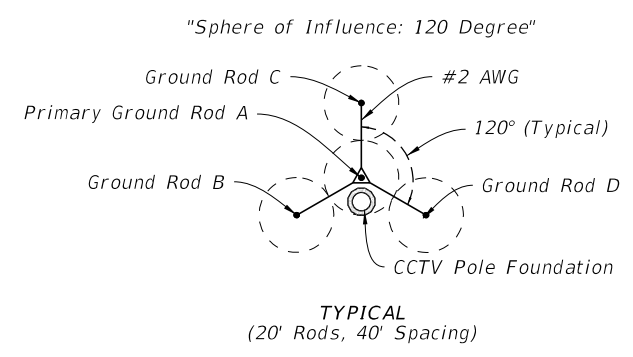 "Sphere of Influence: 120 Degree"
Ground Rod C
#2 AWG
Primary Ground Rod A
120° (Typical)
Ground Rod B
Ground Rod D
CCTV Pole Foundation
TYPICAL
(20' Rods, 40' Spacing)